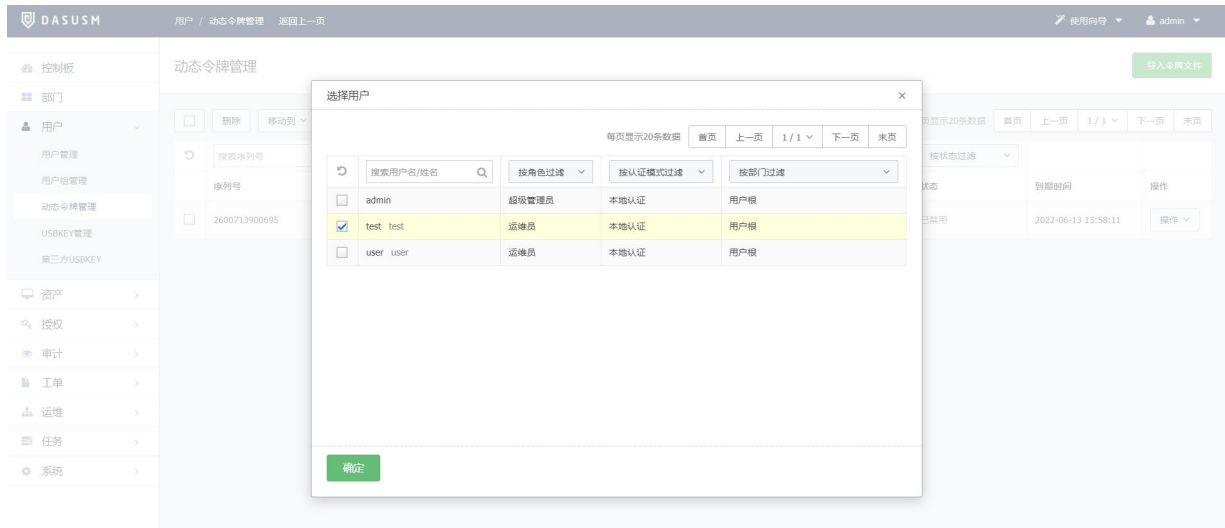 DASUSM 用户 / 动态令牌管理 返回上一页 使用向导 admin
控制板
部门
用户
用户管理
用户组管理
动态令牌管理
USBKEY管理
第三方USBKEY
资产
授权
审计
工单
运维
任务
系统
动态令牌管理 导入令牌文件
删除 移动到 页显示20条数据 首页 上一页 1 / 1 下一页 末页
搜索序列号 按状态过滤
序列号 状态 到期时间 操作
2600713900695 已禁用 2022-06-13 13:58:11 操作
选择用户 ×
每页显示20条数据 首页 上一页 1 / 1 下一页 末页
搜索用户名/姓名 按角色过滤 按认证模式过滤 按部门过滤
admin 超级管理员 本地认证 用户根
test test 运维员 本地认证 用户根
user user 运维员 本地认证 用户根
确定